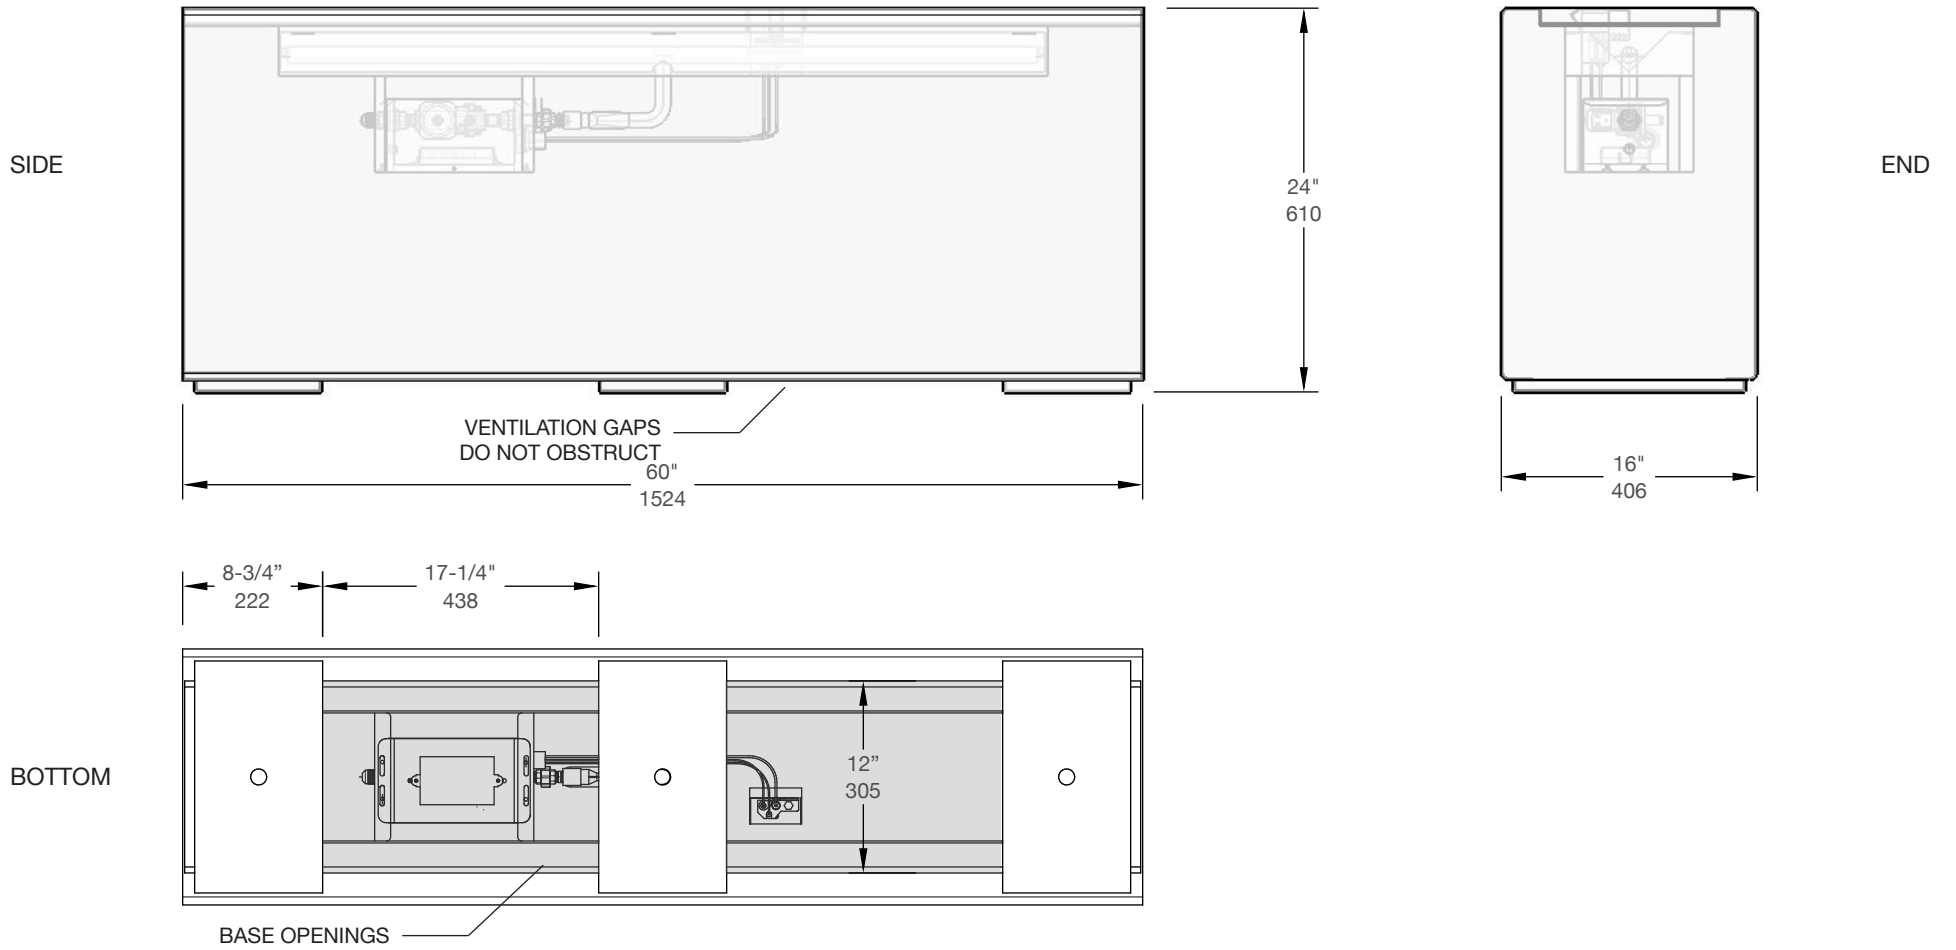 SIDE
END
24"
610
VENTILATION GAPS
DO NOT OBSTRUCT
60"
1524
16"
406
8-3/4”
222
17-1/4"
438
BOTTOM
12”
305
BASE OPENINGS